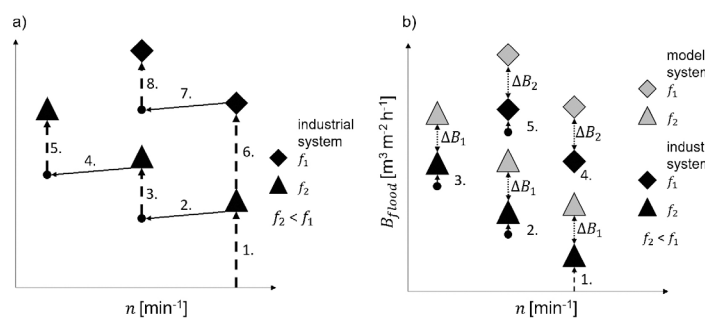 a)
8.
7.
5.
4.
3.
2.
6.
1.
n [min⁻¹]
industrial
system
f₁
f₂
f₂ < f₁
b)
B_flood [m³ m⁻² h⁻¹]
ΔB₂
ΔB₁
5.
ΔB₂
3.
ΔB₁
4.
2.
ΔB₁
1.
n [min⁻¹]
model
system
f₁
f₂
indust
system
f₁
f₂
f₂ < f₁